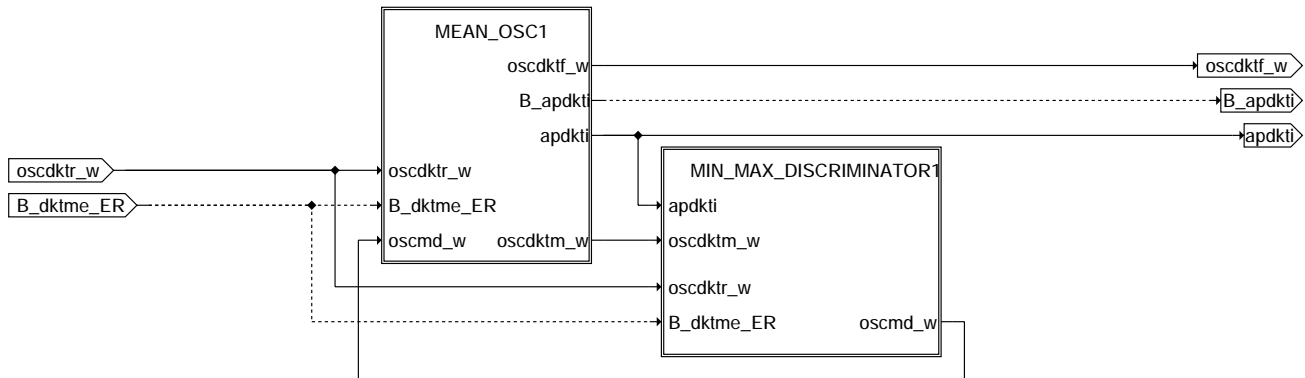 MEAN_OSC1
oscdktf_w
oscdktf_w
B_apdkti
B_apdkti
apdkti
apdkti
oscdktr_w
oscdktr_w
MIN_MAX_DISCRIMINATOR1
B_dktme_ER
B_dktme_ER
apdkti
oscmd_w
oscdktm_w
oscdktm_w
oscdktr_w
B_dktme_ER
oscmd_w